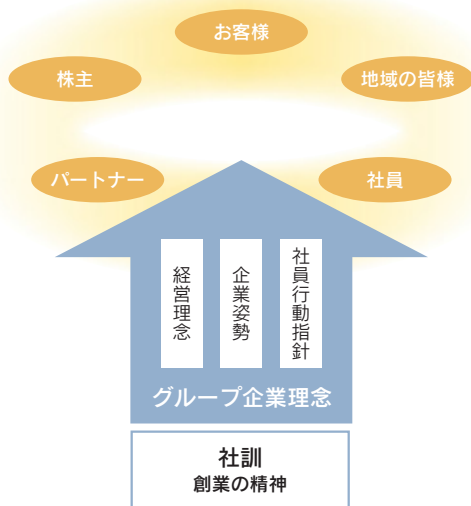 お客様
株主
地域の皆様
パートナー
社員
経営理念
企業姿勢
社員行動指針
グループ企業理念
社訓
創業の精神